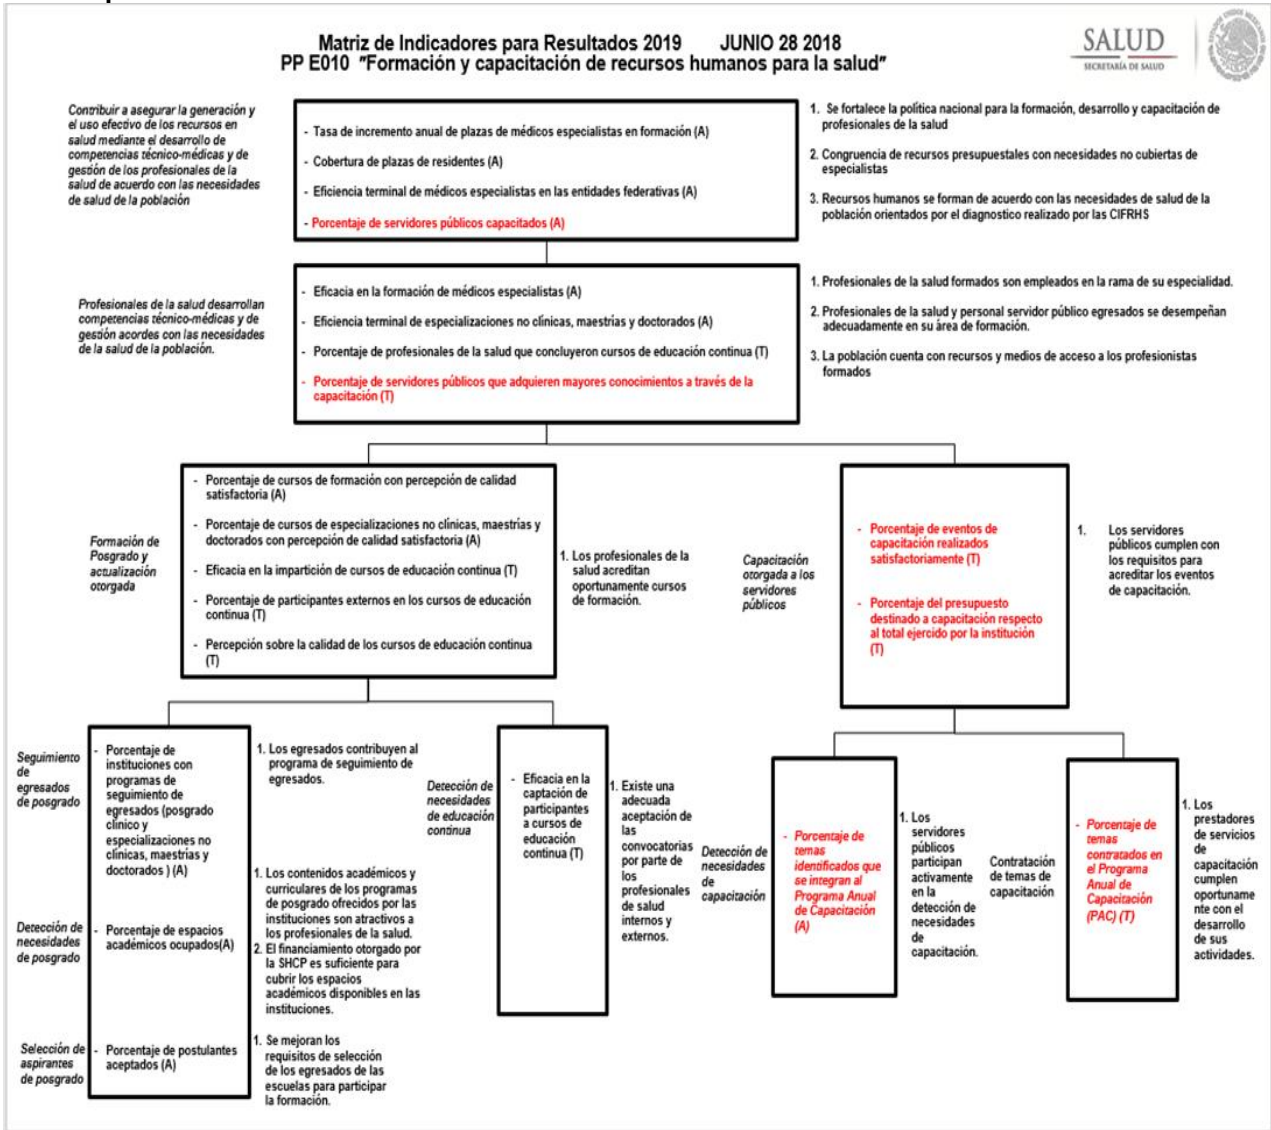 Matriz de Indicadores para Resultados 2019 JUNIO 28 2018
PP E010 "Formación y capacitación de recursos humanos para la salud"
SALUD
SECRETARÍA DE SALUD
Contribuir a asegurar la generación y
el uso efectivo de los recursos en
salud mediante el desarrollo de
competencias técnico-médicas y de
gestión de los profesionales de la
salud de acuerdo con las necesidades
de salud de la población
- Tasa de incremento anual de plazas de médicos especialistas en formación (A)
- Cobertura de plazas de residentes (A)
- Eficiencia terminal de médicos especialistas en las entidades federativas (A)
- Porcentaje de servidores públicos capacitados (A)
1. Se fortalece la política nacional para la formación, desarrollo y capacitación de
profesionales de la salud
2. Congruencia de recursos presupuestales con necesidades no cubiertas de
especialistas
3. Recursos humanos se forman de acuerdo con las necesidades de salud de la
población orientados por el diagnostico realizado por las CIFRHS
Profesionales de la salud desarrollan
competencias técnico-médicas y de
gestión acordes con las necesidades
de la salud de la población.
- Eficacia en la formación de médicos especialistas (A)
- Eficiencia terminal de especializaciones no clínicas, maestrías y doctorados (A)
- Porcentaje de profesionales de la salud que concluyeron cursos de educación continua (T)
- Porcentaje de servidores públicos que adquieren mayores conocimientos a través de la
capacitación (T)
1. Profesionales de la salud formados son empleados en la rama de su especialidad.
2. Profesionales de la salud y personal servidor público egresados se desempeñan
adecuadamente en su área de formación.
3. La población cuenta con recursos y medios de acceso a los profesionistas
formados
Formación de
Posgrado y
actualización
otorgada
- Porcentaje de cursos de formación con percepción de calidad
satisfactoria (A)
- Porcentaje de cursos de especializaciones no clínicas, maestrías y
doctorados con percepción de calidad satisfactoria (A)
- Eficacia en la impartición de cursos de educación continua (T)
- Porcentaje de participantes externos en los cursos de educación
continua (T)
- Percepción sobre la calidad de los cursos de educación continua
(T)
1. Los profesionales de la
salud acreditan
oportunamente cursos
de formación.
Capacitación
otorgada a los
servidores
públicos
- Porcentaje de eventos de
capacitación realizados
satisfactoriamente (T)
- Porcentaje del presupuesto
destinado a capacitación respecto
al total ejercido por la institución
(T)
1. Los servidores
públicos cumplen con
los requisitos para
acreditar los eventos
de capacitación.
Seguimiento
de
egresados
de posgrado
- Porcentaje de
instituciones con
programas de
seguimiento de
egresados (posgrado
clínico y
especializaciones no
clínicas, maestrías y
doctorados ) (A)
1. Los egresados contribuyen al
programa de seguimiento de
egresados.
Detección de
necesidades
de posgrado
- Porcentaje de espacios
académicos ocupados(A)
1. Los contenidos académicos y
curriculares de los programas
de posgrado ofrecidos por las
instituciones son atractivos a
los profesionales de la salud.
2. El financiamiento otorgado por
la SHCP es suficiente para
cubrir los espacios
académicos disponibles en las
instituciones.
Selección de
aspirantes
de posgrado
- Porcentaje de postulantes
aceptados (A)
1. Se mejoran los
requisitos de selección
de los egresados de las
escuelas para participar
la formación.
Detección de
necesidades
de educación
continua
- Eficacia en la
captación de
participantes
a cursos de
educación
continua (T)
1. Existe una
adecuada
aceptación de
las
convocatorias
por parte de
los
profesionales
de salud
internos y
externos.
Detección de
necesidades
de
capacitación
- Porcentaje de
temas
identificados que
se integran al
Programa Anual
de Capacitación
(A)
1. Los
servidores
públicos
participan
activamente
en la
detección de
necesidades
de
capacitación.
Contratación
de temas de
capacitación
- Porcentaje de
temas
contratados en
el Programa
Anual de
Capacitación
(PAC) (T)
1. Los
prestadores
de servicios
de
capacitación
cumplen
oportuname
nte con el
desarrollo
de sus
actividades.